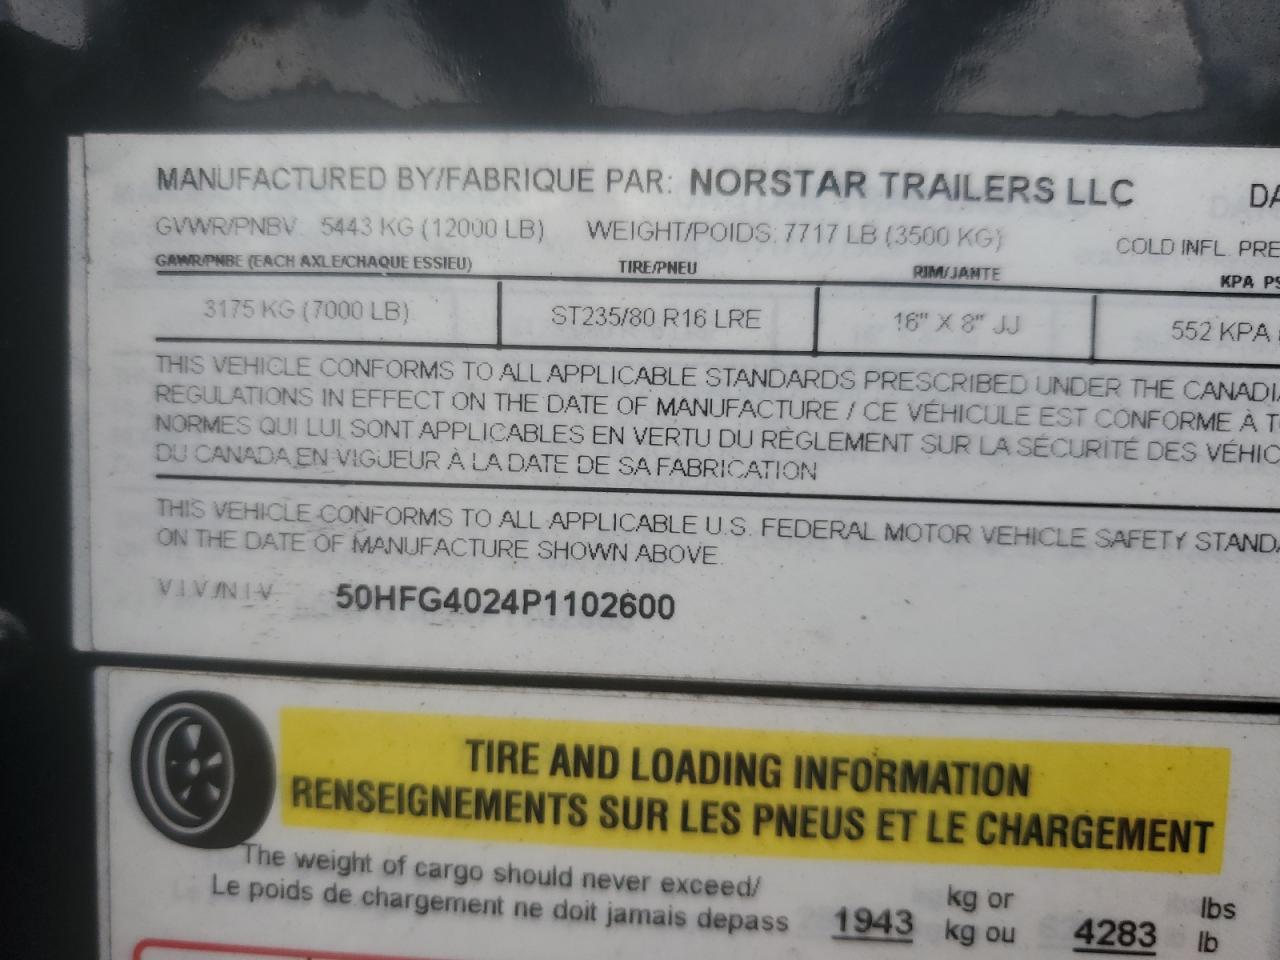 MANUFACTURED BY/FABRIQUE PAR: NORSTAR TRAILERS LLC DA
GVWR/PNBV 5443 KG (12000 LB) WEIGHT/POIDS: 7717 LB (3500 KG) COLD INFL. PRE
GAWR/PNBE (EACH AXLE/CHAQUE ESSIEU) TIRE/PNEU RIM/JANTE KPA PS
3175 KG (7000 LB) ST235/80 R16 LRE 16" X 8" JJ 552 KPA
THIS VEHICLE CONFORMS TO ALL APPLICABLE STANDARDS PRESCRIBED UNDER THE CANADI
REGULATIONS IN EFFECT ON THE DATE OF MANUFACTURE / CE VÉHICULE EST CONFORME À T
NORMES QUI LUI SONT APPLICABLES EN VERTU DU RÈGLEMENT SUR LA SÉCURITÉ DES VÉHIC
DU CANADA EN VIGUEUR À LA DATE DE SA FABRICATION
THIS VEHICLE CONFORMS TO ALL APPLICABLE U.S. FEDERAL MOTOR VEHICLE SAFETY STANDA
ON THE DATE OF MANUFACTURE SHOWN ABOVE.
V.I.V/N.I.V 50HFG4024P1102600
TIRE AND LOADING INFORMATION
RENSEIGNEMENTS SUR LES PNEUS ET LE CHARGEMENT
The weight of cargo should never exceed/ kg or lbs
Le poids de chargement ne doit jamais depass 1943 kg ou 4283 lb